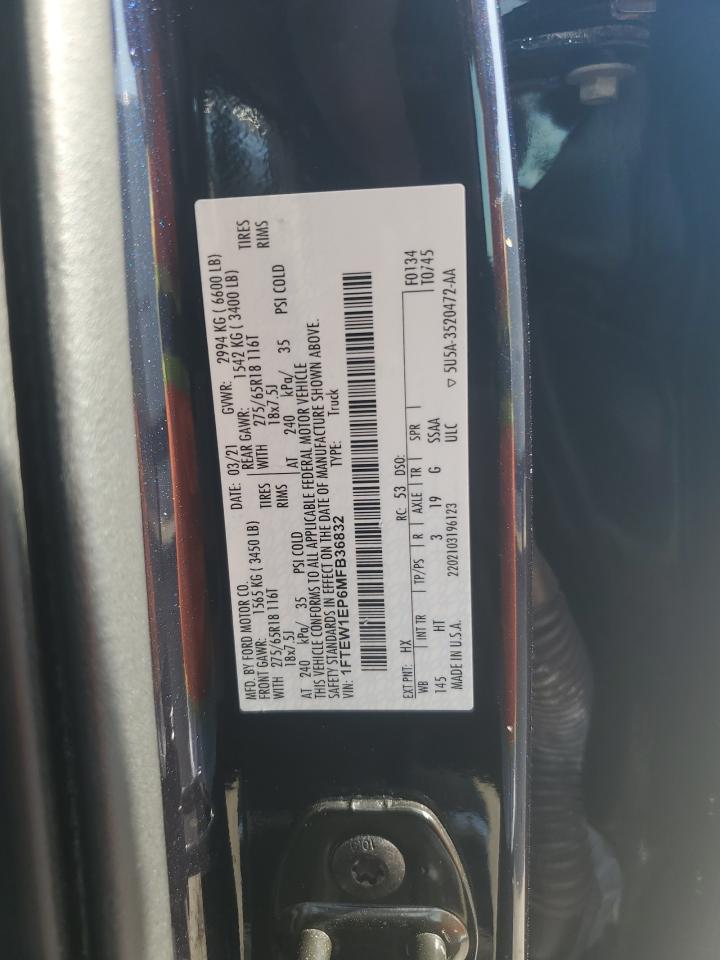 MFD. BY FORD MOTOR CO. DATE: 03/21 GVWR: 2994 KG ( 6600 LB)
FRONT GAWR: 1565 KG ( 3450 LB) REAR GAWR: 1542 KG ( 3400 LB)
WITH 275/65R18 116T TIRES WITH 275/65R18 116T TIRES
18x7.5J RIMS 18x7.5J RIMS
AT 240 kPa/ 35 PSI COLD AT 240 kPa/ 35 PSI COLD
THIS VEHICLE CONFORMS TO ALL APPLICABLE FEDERAL MOTOR VEHICLE
SAFETY STANDARDS IN EFFECT ON THE DATE OF MANUFACTURE SHOWN ABOVE.
VIN: 1FTEW1EP6MFB36832 TYPE: Truck
EXT PNT: HX RC: 53 DSO: F0134
WB INT TR TP/PS R AXLE TR SPR T0745
145 HT 3 19 G SSAA
MADE IN U.S.A. 2202103196123 ULC ▽ 5U5A-3520472-AA